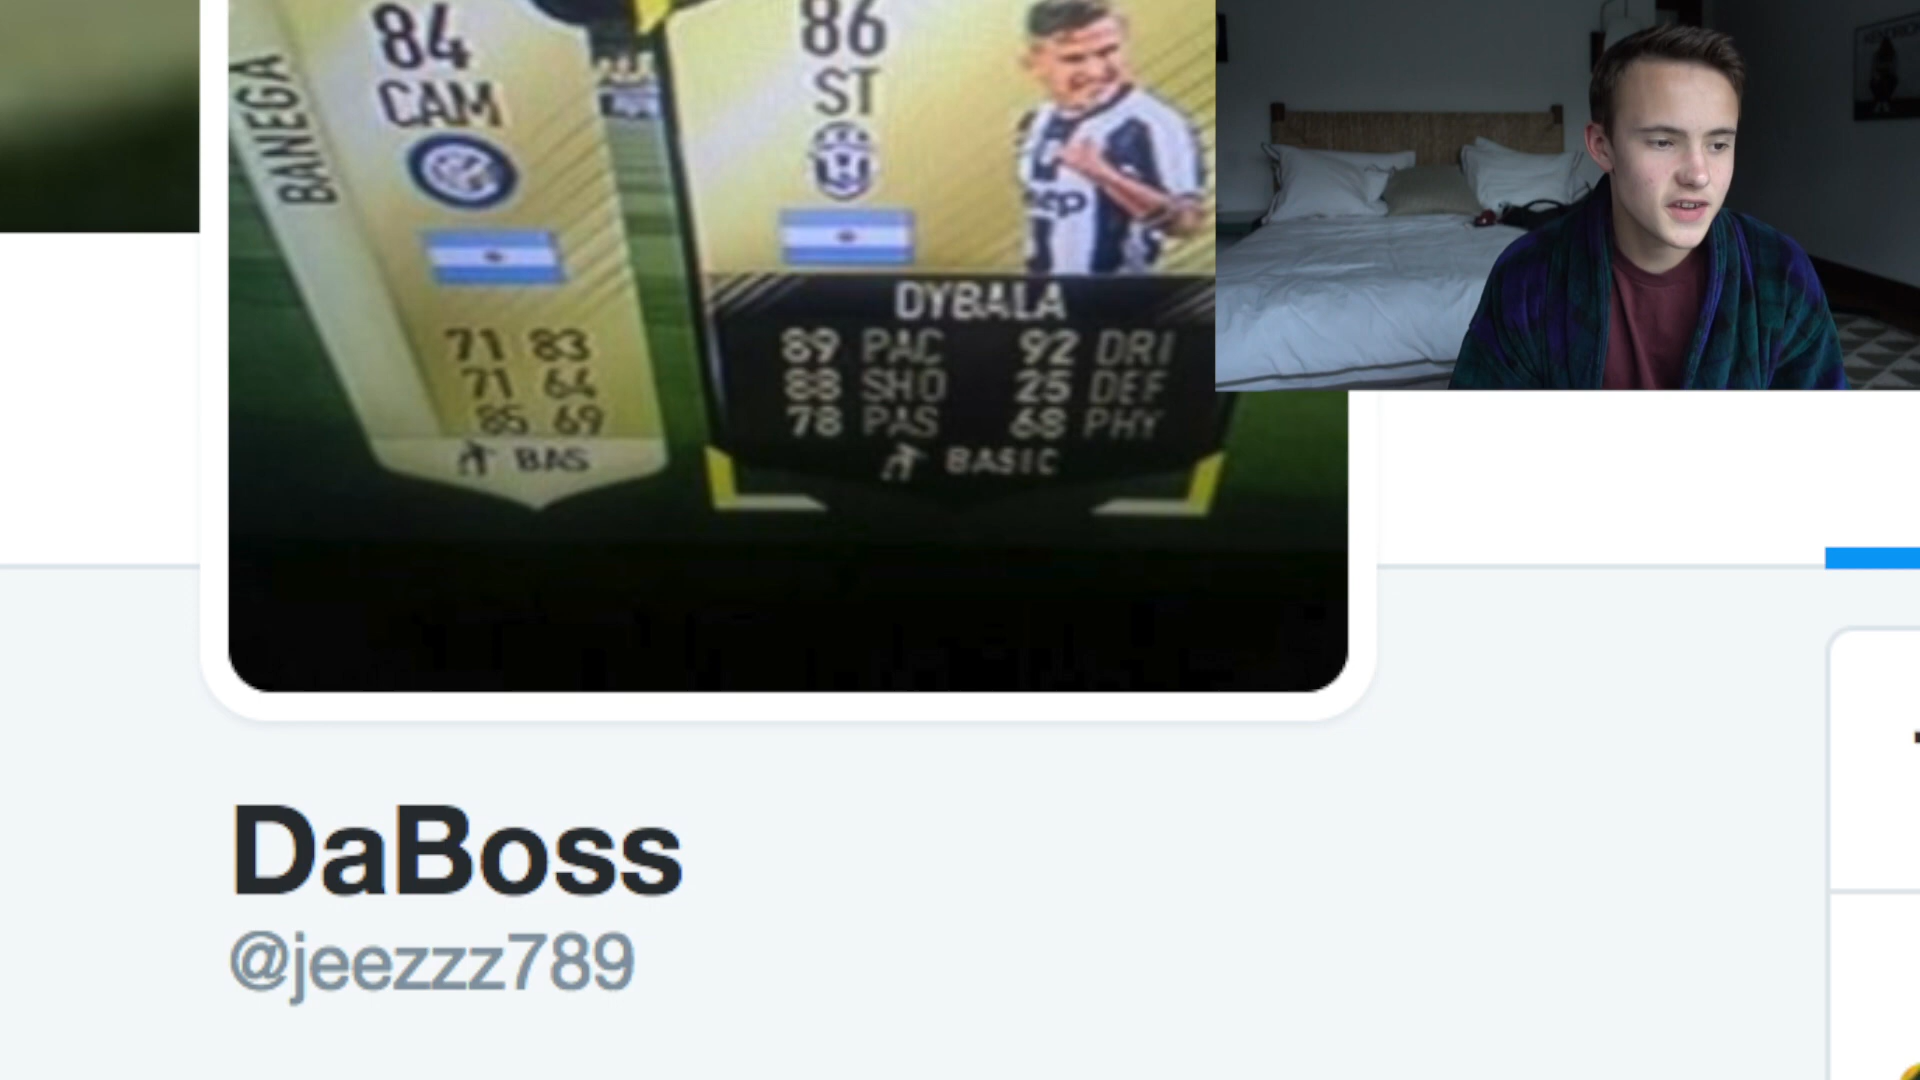 BANEGA
84
CAM
71 83
71 64
85 69
BAS
86
ST
Jeep
DYBALA
89 PAC 92 DRI
88 SHO 25 DEF
78 PAS 68 PHY
BASIC
DaBoss
@jeezzz789